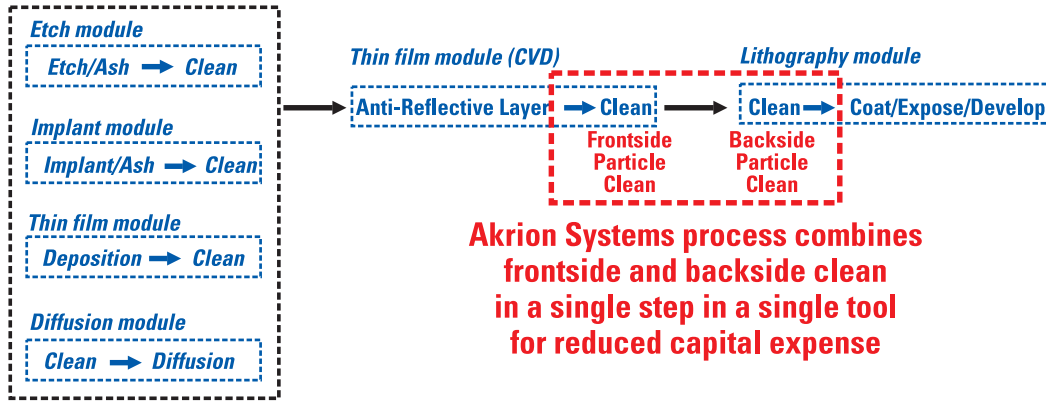 Etch module
Etch/Ash → Clean
Implant module
Implant/Ash → Clean
Thin film module
Deposition → Clean
Diffusion module
Clean → Diffusion
Thin film module (CVD)
Anti-Reflective Layer → Clean
Frontside
Particle
Clean
Lithography module
Clean → Coat/Expose/Develop
Backside
Particle
Clean
Akrion Systems process combines
frontside and backside clean
in a single step in a single tool
for reduced capital expense